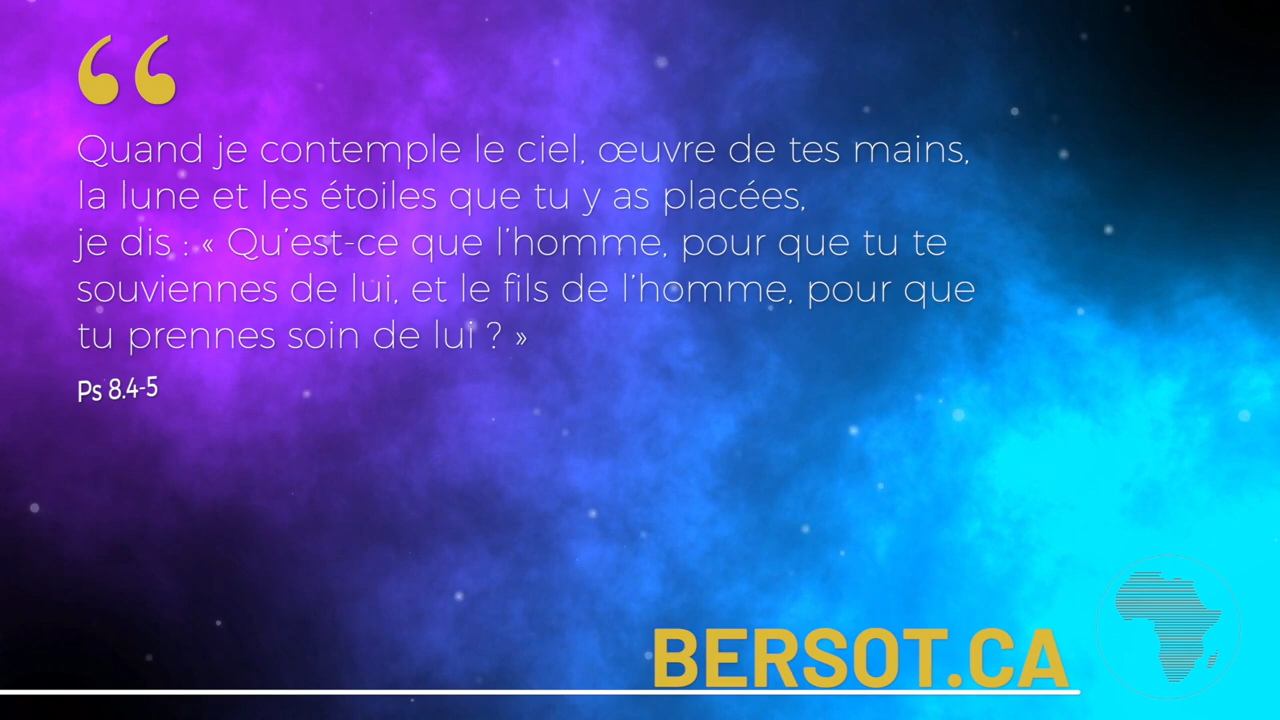 “
Quand je contemple le ciel, œuvre de tes mains,
la lune et les étoiles que tu y as placées,
je dis : « Qu’est-ce que l’homme, pour que tu te
souviennes de lui, et le fils de l’homme, pour que
tu prennes soin de lui ? »
Ps 8.4-5
BERSOT.CA